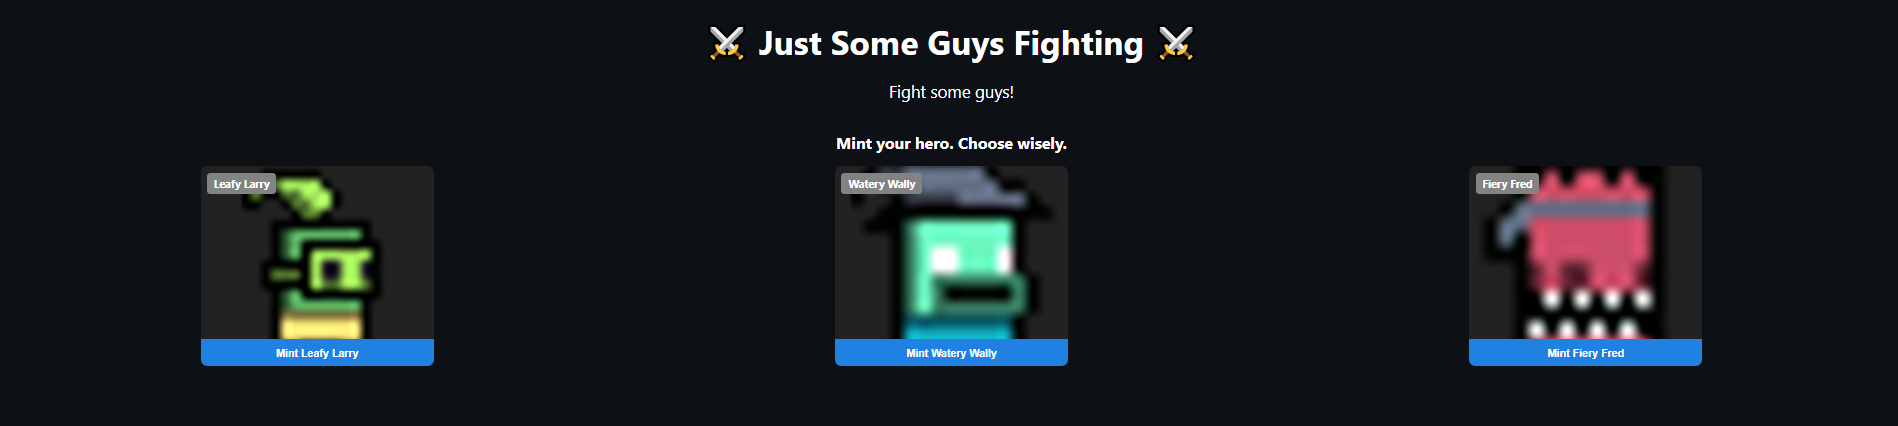 ⚔️ Just Some Guys Fighting ⚔️
Fight some guys!
Mint your hero. Choose wisely.
Leafy Larry
Watery Wally
Fiery Fred
Mint Leafy Larry
Mint Watery Wally
Mint Fiery Fred